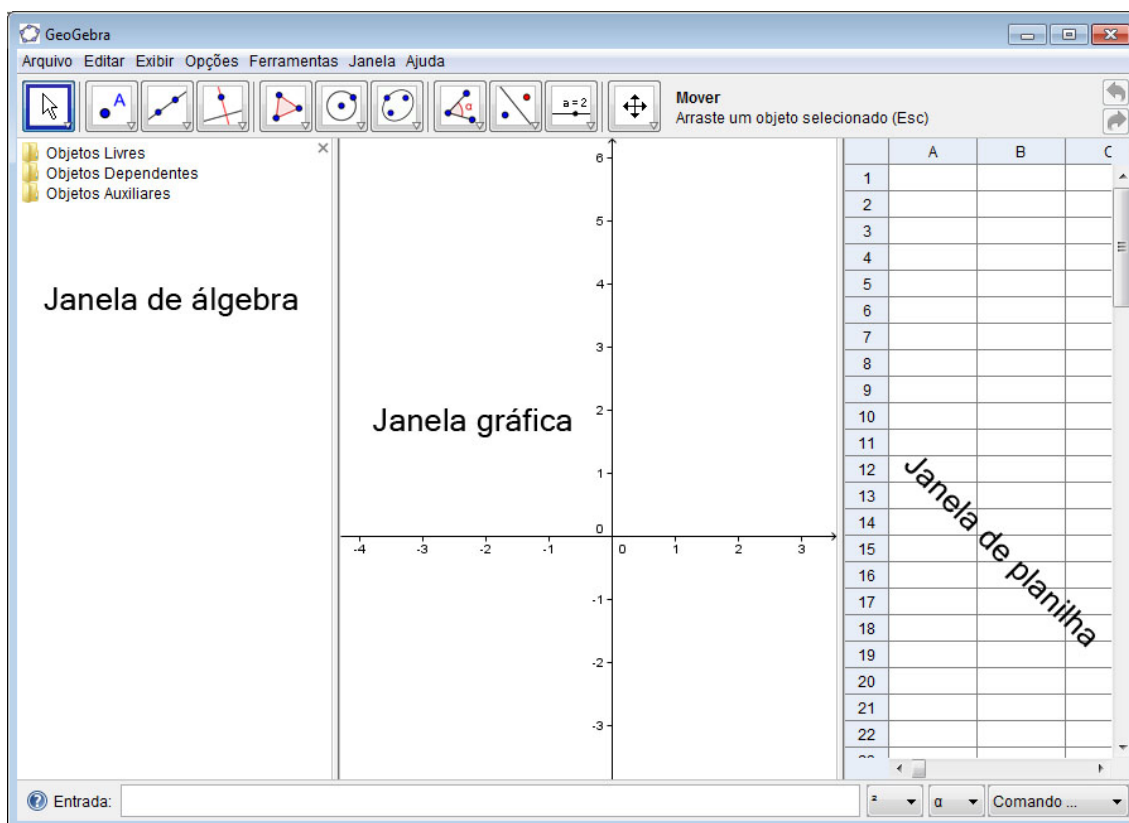 GeoGebra
Arquivo Editar Exibir Opções Ferramentas Janela Ajuda
A
α
a = 2
Mover
Arraste um objeto selecionado (Esc)
Objetos Livres
Objetos Dependentes
Objetos Auxiliares
Janela de álgebra
Janela gráfica
6
5
4
3
2
1
0
-4 -3 -2 -1 0 1 2 3
-1
-2
-3
A B C
1
2
3
4
5
6
7
8
9
10
11
12
13
14
15
16
17
18
19
20
21
22
Janela de planilha
Entrada: ² α Comando ...